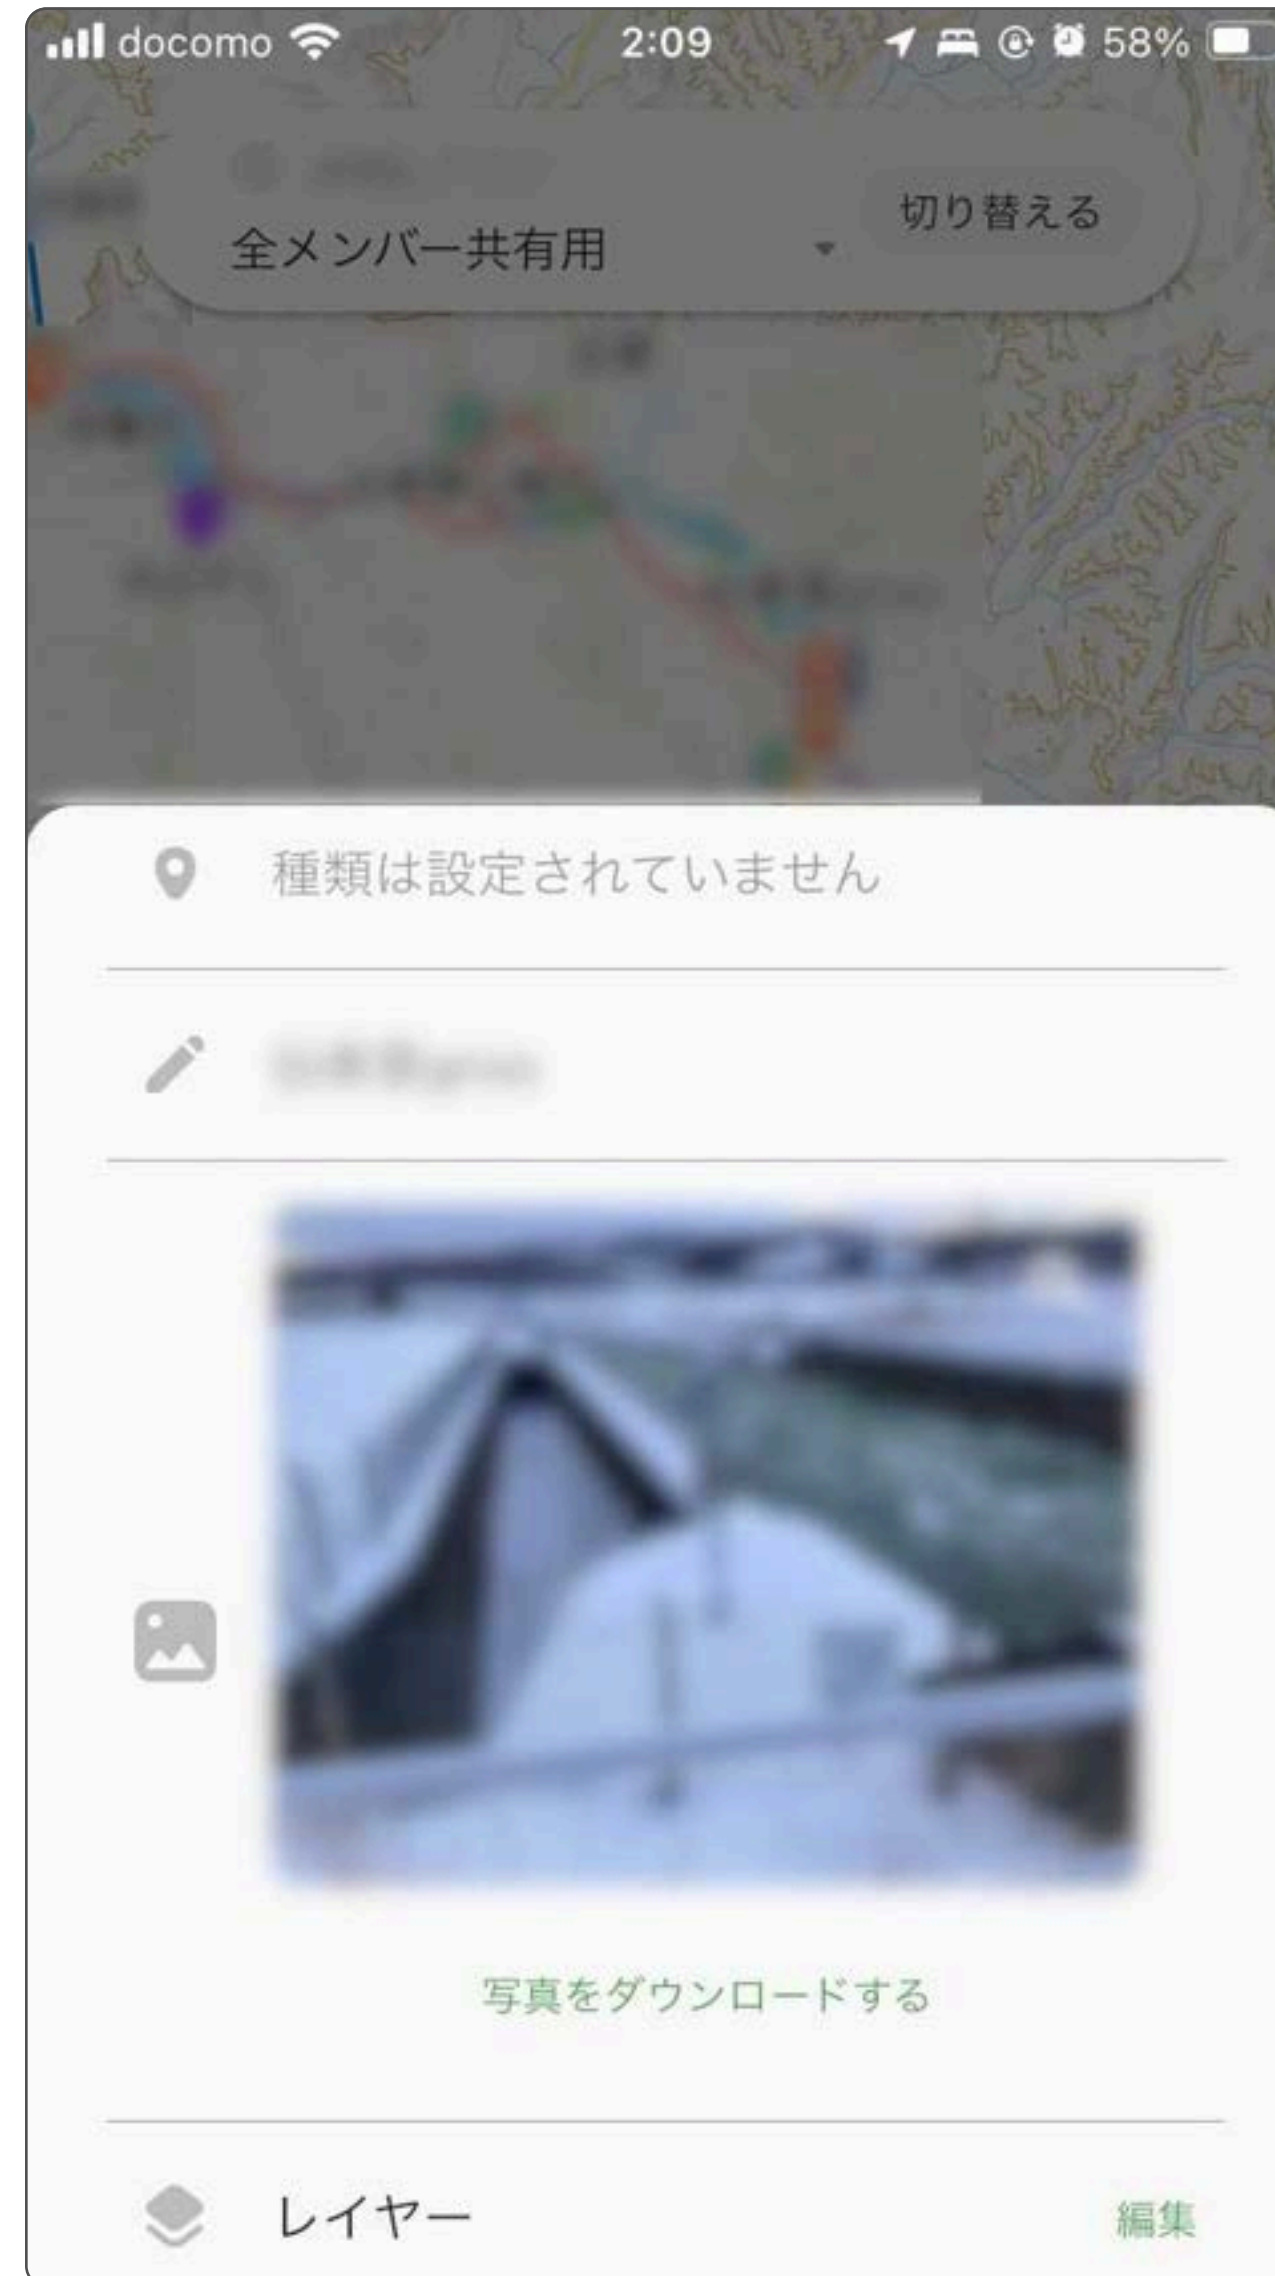 docomo 2:09 58%
全メンバー共有用
切り替える
種類は設定されていません
写真をダウンロードする
レイヤー
編集